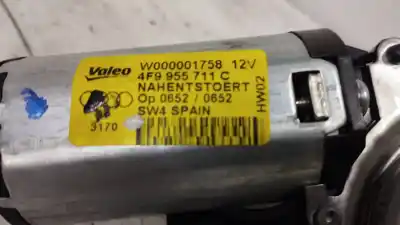 Valeo W000001758 12V
4F9 955 711 C
NAHENTSTOERT
Op 0652 / 0652
SW4 SPAIN
3170
HW02